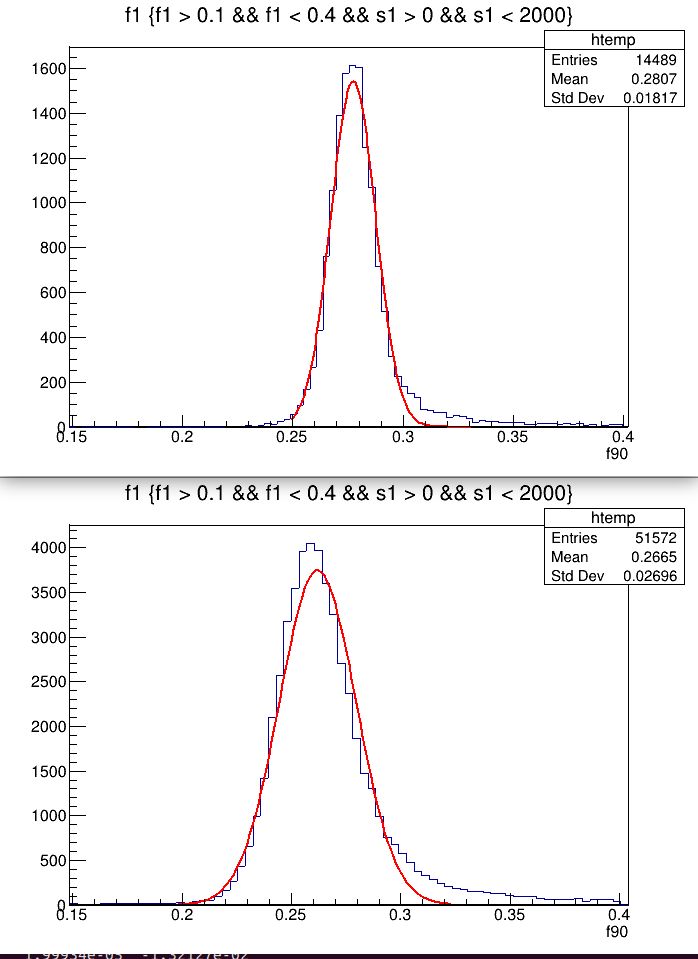 f1 {f1 > 0.1 && f1 < 0.4 && s1 > 0 && s1 < 2000}
htemp
Entries 14489
Mean 0.2807
Std Dev 0.01817
1600
1400
1200
1000
800
600
400
200
0
0.15 0.2 0.25 0.3 0.35 0.4
f90
f1 {f1 > 0.1 && f1 < 0.4 && s1 > 0 && s1 < 2000}
htemp
Entries 51572
Mean 0.2665
Std Dev 0.02696
4000
3500
3000
2500
2000
1500
1000
500
0
0.15 0.2 0.25 0.3 0.35 0.4
f90